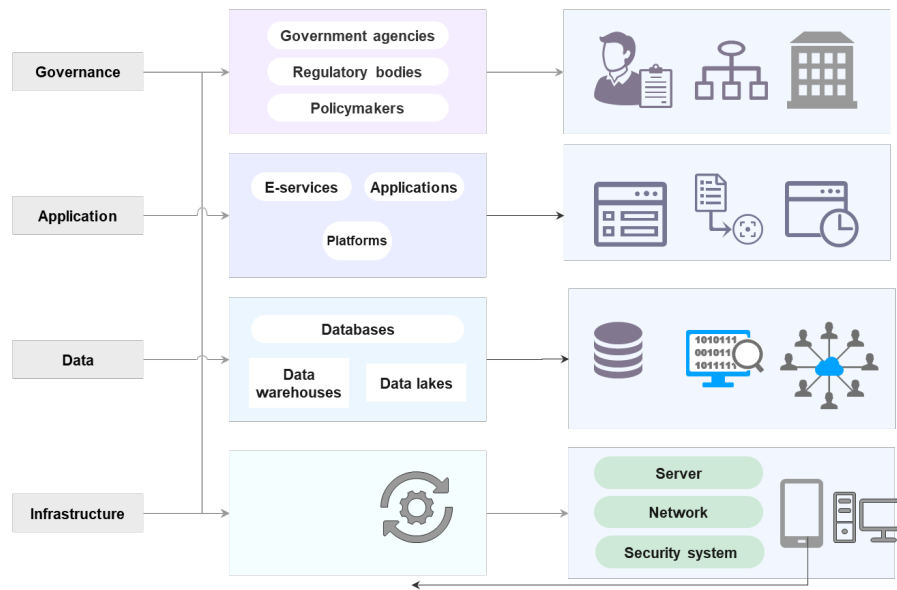 Governance
Government agencies
Regulatory bodies
Policymakers
Application
E-services
Applications
Platforms
Data
Databases
Data
warehouses
Data lakes
1010111
001011
101111
Infrastructure
Server
Network
Security system